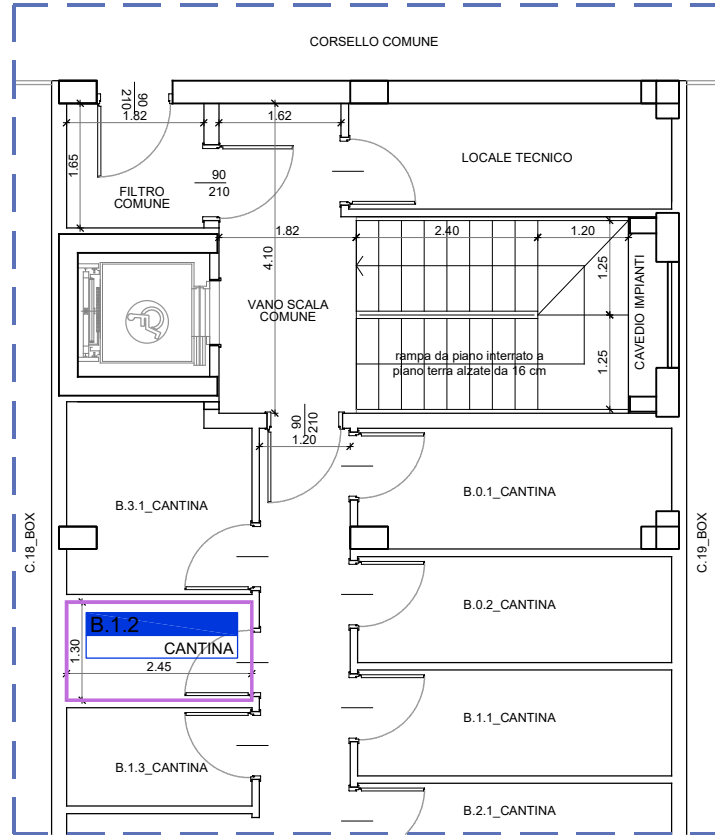 CORSELLO COMUNE
90
210
1.82
1.62
1.65
LOCALE TECNICO
FILTRO
COMUNE
90
210
1.82
2.40
1.20
4.10
1.25
VANO SCALA
COMUNE
CAVEDIO IMPIANTI
rampa da piano interrato a
piano terra alzate da 16 cm
1.25
90
210
1.20
B.3.1_CANTINA
B.0.1_CANTINA
C.18_BOX
C.19_BOX
B.0.2_CANTINA
B.1.2
CANTINA
1.30
2.45
B.1.1_CANTINA
B.1.3_CANTINA
B.2.1_CANTINA